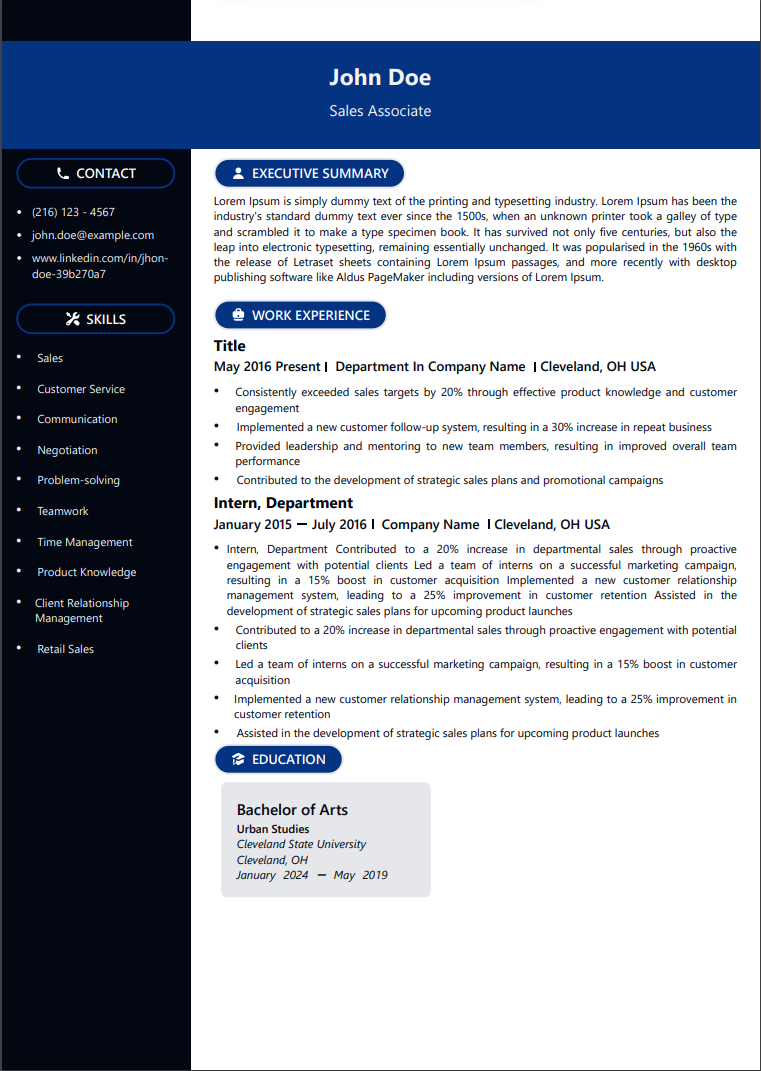 John Doe
Sales Associate
CONTACT
• (216) 123 - 4567
• john.doe@example.com
• www.linkedin.com/in/jhon-
doe-39b270a7
SKILLS
• Sales
• Customer Service
• Communication
• Negotiation
• Problem-solving
• Teamwork
• Time Management
• Product Knowledge
• Client Relationship
Management
• Retail Sales
EXECUTIVE SUMMARY
Lorem Ipsum is simply dummy text of the printing and typesetting industry. Lorem Ipsum has been the
industry's standard dummy text ever since the 1500s, when an unknown printer took a galley of type
and scrambled it to make a type specimen book. It has survived not only five centuries, but also the
leap into electronic typesetting, remaining essentially unchanged. It was popularised in the 1960s with
the release of Letraset sheets containing Lorem Ipsum passages, and more recently with desktop
publishing software like Aldus PageMaker including versions of Lorem Ipsum.
WORK EXPERIENCE
Title
May 2016 Present | Department In Company Name | Cleveland, OH USA
• Consistently exceeded sales targets by 20% through effective product knowledge and customer
engagement
• Implemented a new customer follow-up system, resulting in a 30% increase in repeat business
• Provided leadership and mentoring to new team members, resulting in improved overall team
performance
• Contributed to the development of strategic sales plans and promotional campaigns
Intern, Department
January 2015 — July 2016 | Company Name | Cleveland, OH USA
• Intern, Department Contributed to a 20% increase in departmental sales through proactive
engagement with potential clients Led a team of interns on a successful marketing campaign,
resulting in a 15% boost in customer acquisition Implemented a new customer relationship
management system, leading to a 25% improvement in customer retention Assisted in the
development of strategic sales plans for upcoming product launches
• Contributed to a 20% increase in departmental sales through proactive engagement with potential
clients
• Led a team of interns on a successful marketing campaign, resulting in a 15% boost in customer
acquisition
• Implemented a new customer relationship management system, leading to a 25% improvement in
customer retention
• Assisted in the development of strategic sales plans for upcoming product launches
EDUCATION
Bachelor of Arts
Urban Studies
Cleveland State University
Cleveland, OH
January 2024 — May 2019